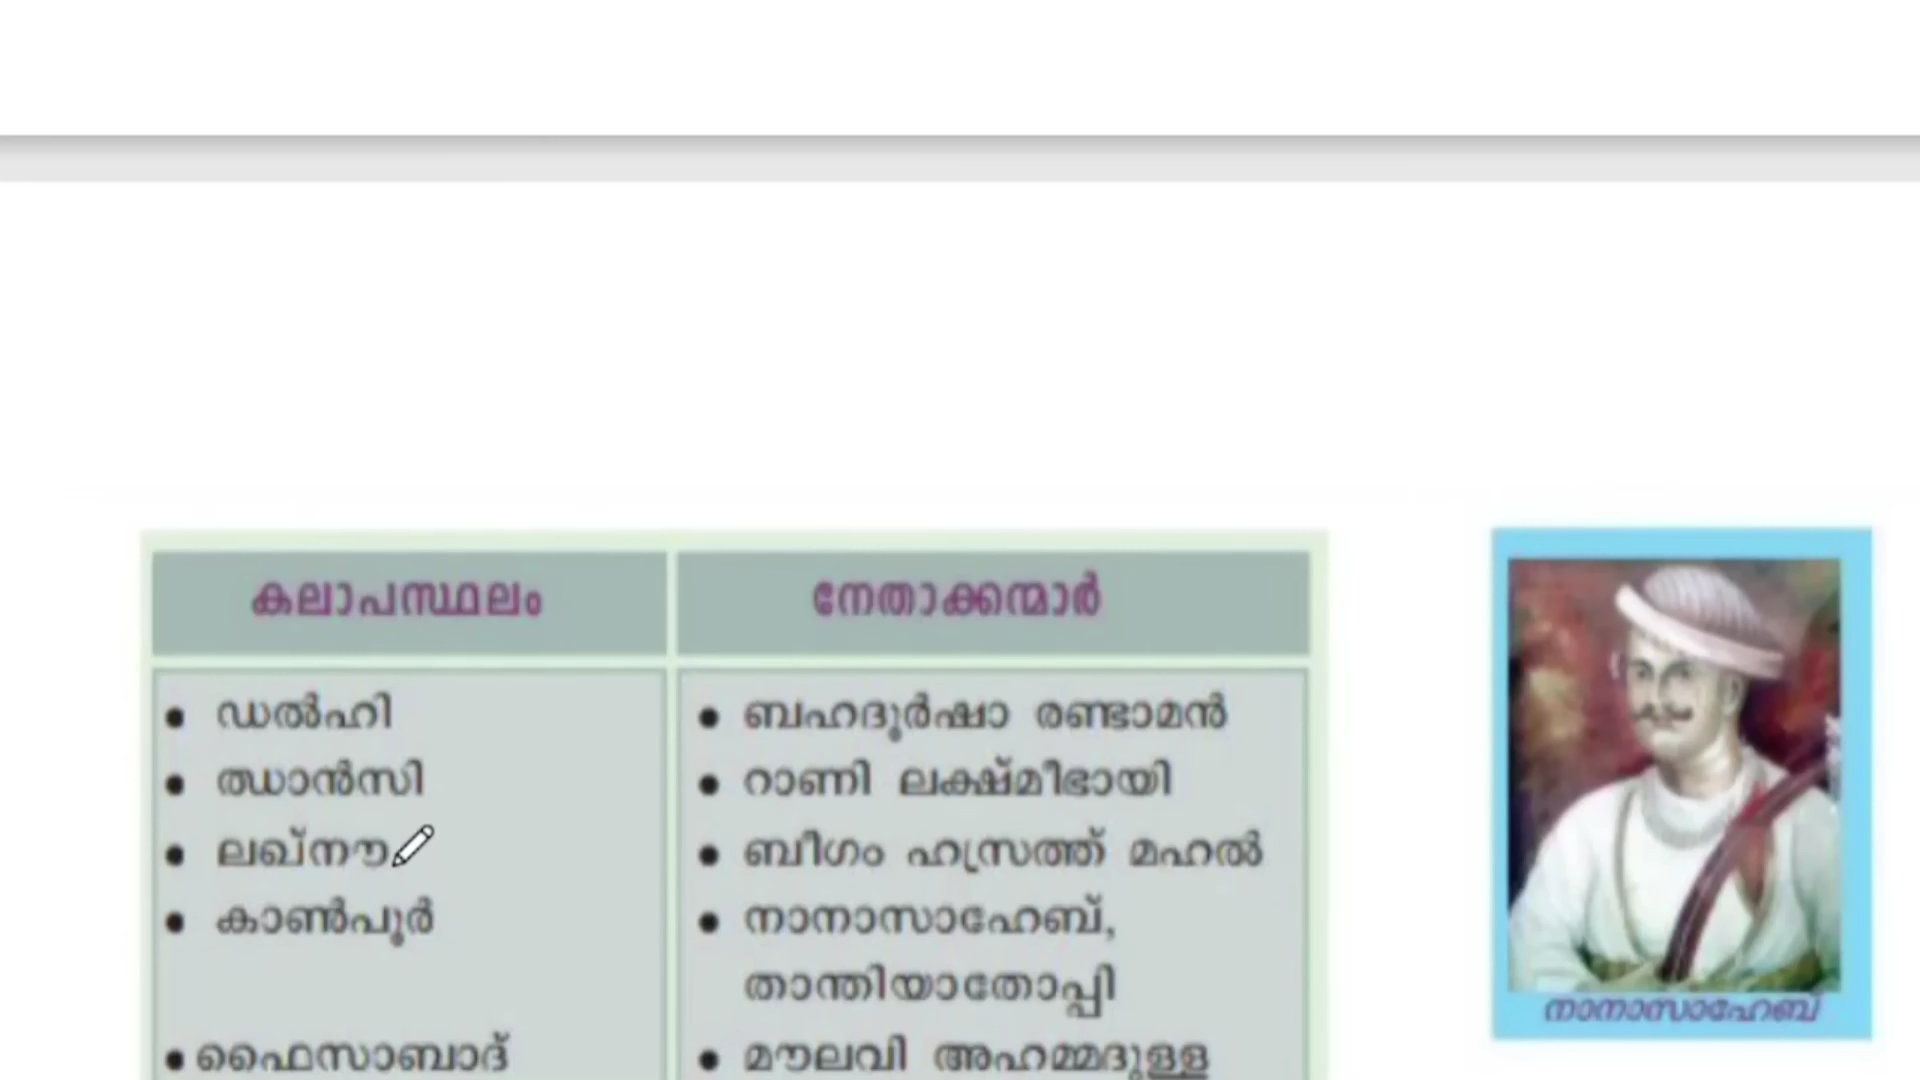 കലാപസ്ഥലം
നേതാക്കന്മാർ
• ഡൽഹി
• ബഹദൂർഷാ രണ്ടാമൻ
• ഝാൻസി
• റാണി ലക്ഷ്മീഭായി
• ലഖ്നൗ
• ബീഗം ഹസ്രത്ത് മഹൽ
• കാൺപൂർ
• നാനാസാഹേബ്,
താന്തിയാതോപ്പി
• ഫൈസാബാദ്
• മൗലവി അഹമ്മദുള്ള
നാനാസാഹേബ്